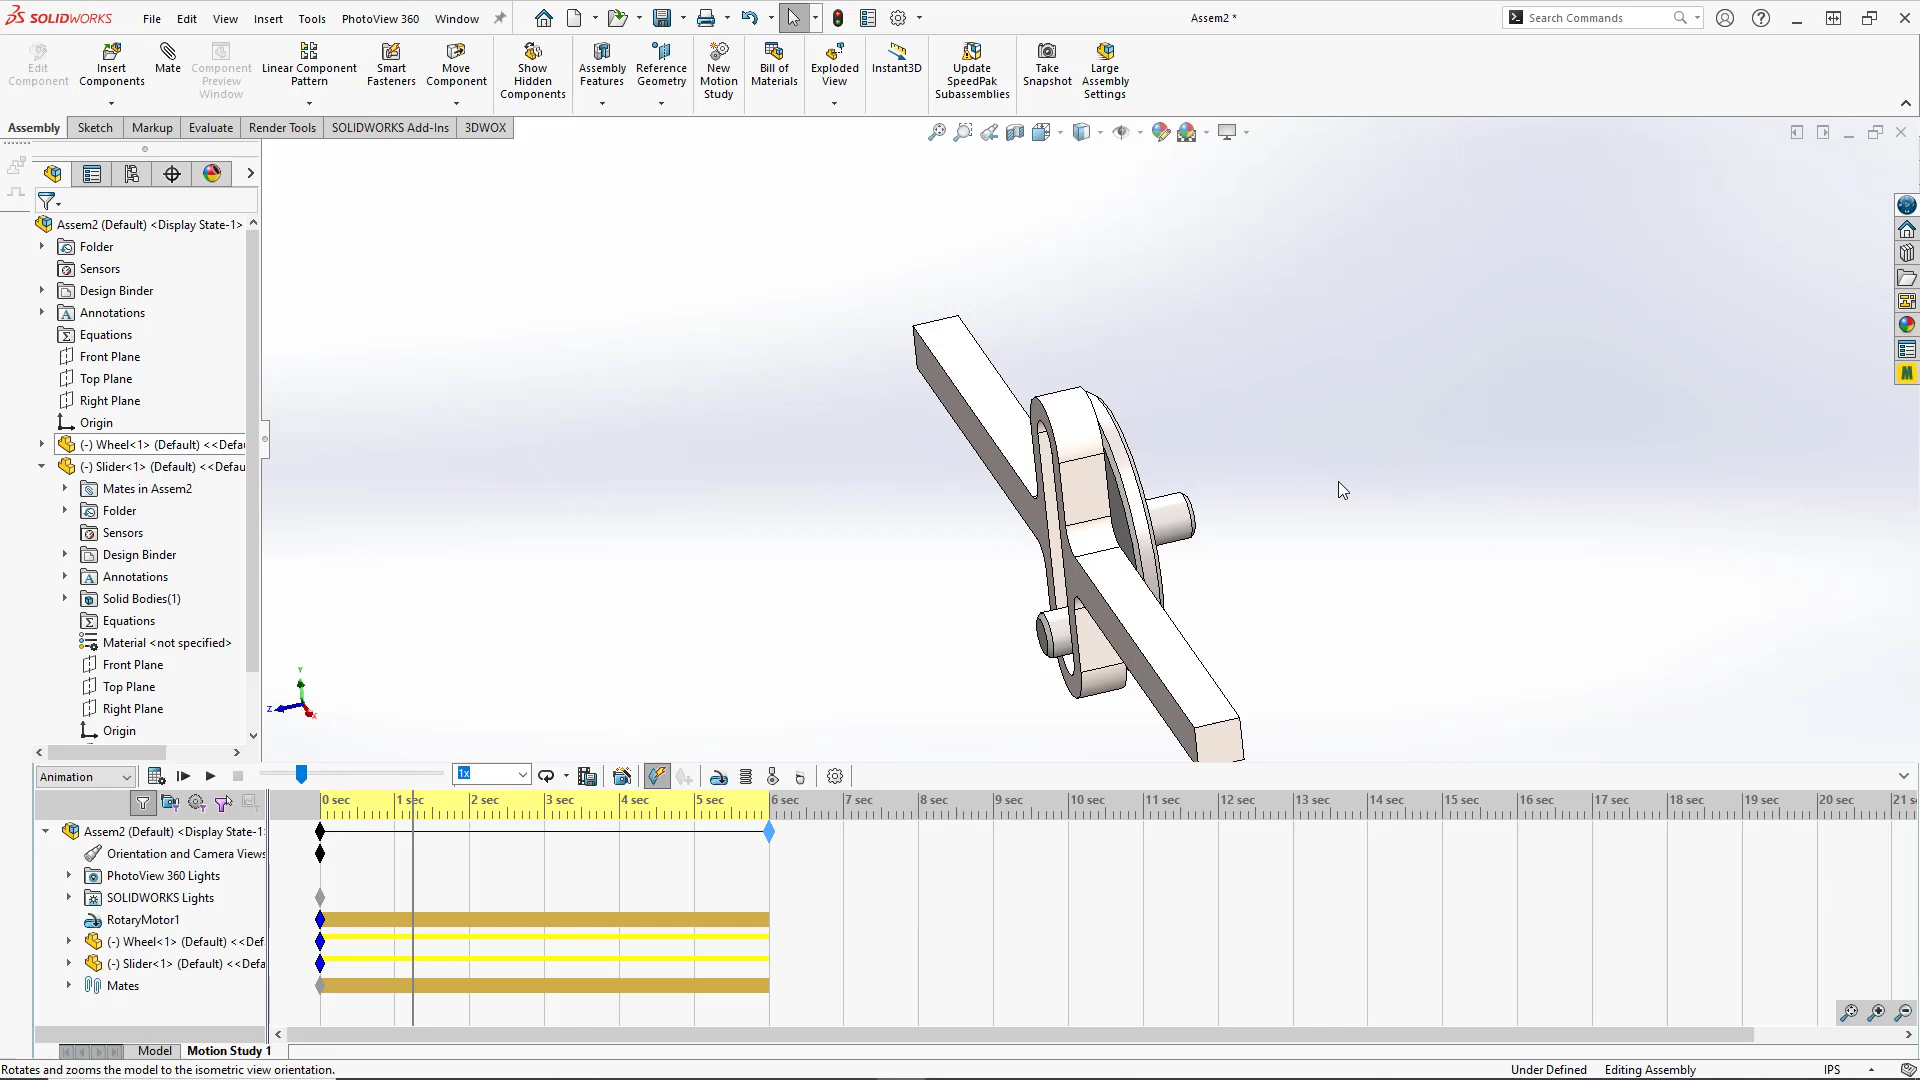 SOLIDWORKS File Edit View Insert Tools PhotoView 360 Window Assem2 * Search Commands
Edit Component
Insert Components
Mate
Component Preview Window
Linear Component Pattern
Smart Fasteners
Move Component
Show Hidden Components
Assembly Features
Reference Geometry
New Motion Study
Bill of Materials
Exploded View
Instant3D
Update SpeedPak Subassemblies
Take Snapshot
Large Assembly Settings
Assembly Sketch Markup Evaluate Render Tools SOLIDWORKS Add-Ins 3DWOX
Assem2 (Default) <Display State-1>
Folder
Sensors
Design Binder
Annotations
Equations
Front Plane
Top Plane
Right Plane
Origin
(-) Wheel<1> (Default) <<Defau
(-) Slider<1> (Default) <<Defau
Mates in Assem2
Folder
Sensors
Design Binder
Annotations
Solid Bodies(1)
Equations
Material <not specified>
Front Plane
Top Plane
Right Plane
Origin
Y
Z
X
M
Animation 1x
0 sec 1 sec 2 sec 3 sec 4 sec 5 sec 6 sec 7 sec 8 sec 9 sec 10 sec 11 sec 12 sec 13 sec 14 sec 15 sec 16 sec 17 sec 18 sec 19 sec 20 sec 21 s
Assem2 (Default) <Display State-1>
Orientation and Camera Views
PhotoView 360 Lights
SOLIDWORKS Lights
RotaryMotor1
(-) Wheel<1> (Default) <<Def
(-) Slider<1> (Default) <<Defa
Mates
Model Motion Study 1
Rotates and zooms the model to the isometric view orientation. Under Defined Editing Assembly IPS